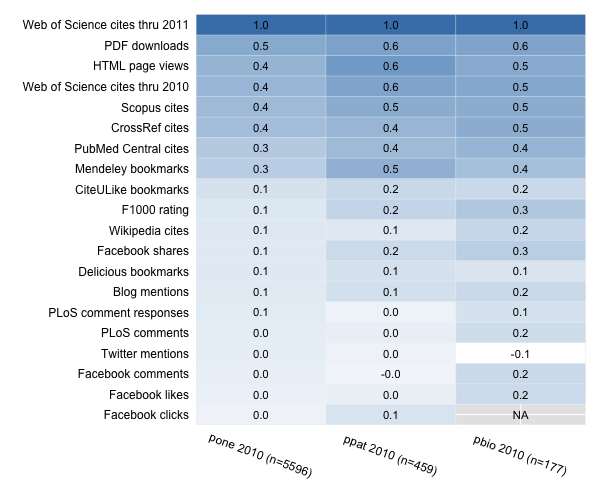 Web of Science cites thru 2011 1.0 1.0 1.0
PDF downloads 0.5 0.6 0.6
HTML page views 0.4 0.6 0.5
Web of Science cites thru 2010 0.4 0.6 0.5
Scopus cites 0.4 0.5 0.5
CrossRef cites 0.4 0.4 0.5
PubMed Central cites 0.3 0.4 0.4
Mendeley bookmarks 0.3 0.5 0.4
CiteULike bookmarks 0.1 0.2 0.2
F1000 rating 0.1 0.2 0.3
Wikipedia cites 0.1 0.1 0.2
Facebook shares 0.1 0.2 0.3
Delicious bookmarks 0.1 0.1 0.1
Blog mentions 0.1 0.1 0.2
PLoS comment responses 0.1 0.0 0.1
PLoS comments 0.0 0.0 0.2
Twitter mentions 0.0 0.0 -0.1
Facebook comments 0.0 -0.0 0.2
Facebook likes 0.0 0.0 0.2
Facebook clicks 0.0 0.1 NA
pone 2010 (n=5596) ppat 2010 (n=459) pbio 2010 (n=177)